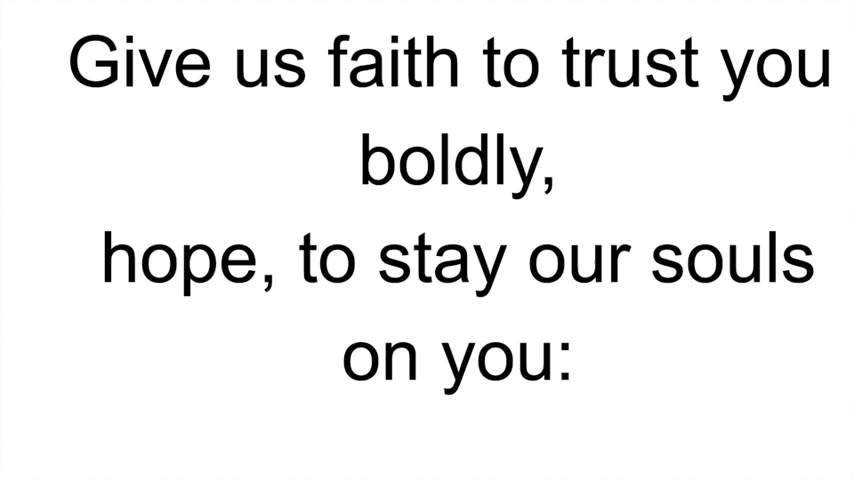 Give us faith to trust you
boldly,
hope, to stay our souls
on you: